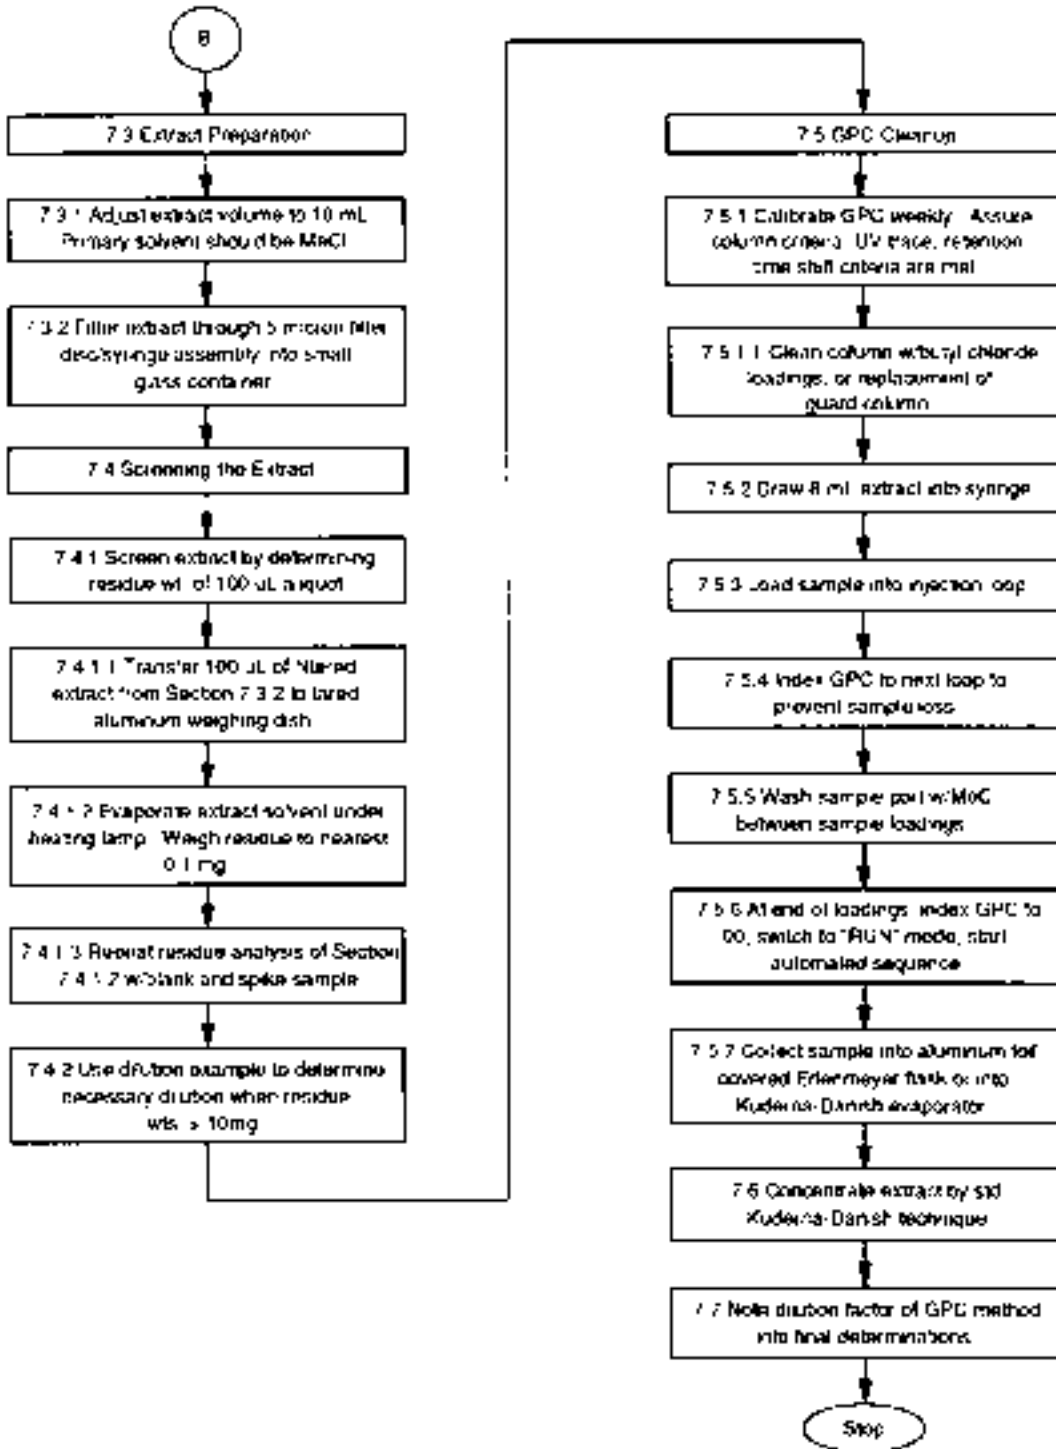 B
7.3 Extract Preparation
7.3.1 Adjust extract volume to 10 mL
Primary solvent should be MeCl
7.3.2 Filter extract through 5 micron filter
disc/syringe assembly into small
glass container
7.4 Screening the Extract
7.4.1 Screen extract by determining
residue wt. of 100 uL aliquot
7.4.1.1 Transfer 100 uL of filtered
extract from Section 7.3.2 to tared
aluminum weighing dish
7.4.1.2 Evaporate extract solvent under
heating lamp. Weigh residue to nearest
0.1 mg
7.4.1.3 Repeat residue analysis of Section
7.4.1.2 w/blank and spike sample
7.4.2 Use dilution example to determine
necessary dilution when residue
wts. > 10mg
7.5 GPC Cleanup
7.5.1 Calibrate GPC weekly. Assure
column criteria, UV trace, retention
time shift criteria are met
7.5.1.1 Clean column w/butyl chloride
loadings, or replacement of
guard column
7.5.2 Draw 8 mL extract into syringe
7.5.3 Load sample into injection loop
7.5.4 Index GPC to next loop to
prevent sample loss
7.5.5 Wash sample port w/MeC
between sample loadings
7.5.6 At end of loadings, index GPC to
00, switch to "RUN" mode, start
automated sequence
7.5.7 Collect sample into aluminum foil
covered Erlenmeyer flask or into
Kuderna-Danish evaporator
7.6 Concentrate extract by std
Kuderna-Danish technique
7.7 Note dilution factor of GPC method
into final determinations
Stop